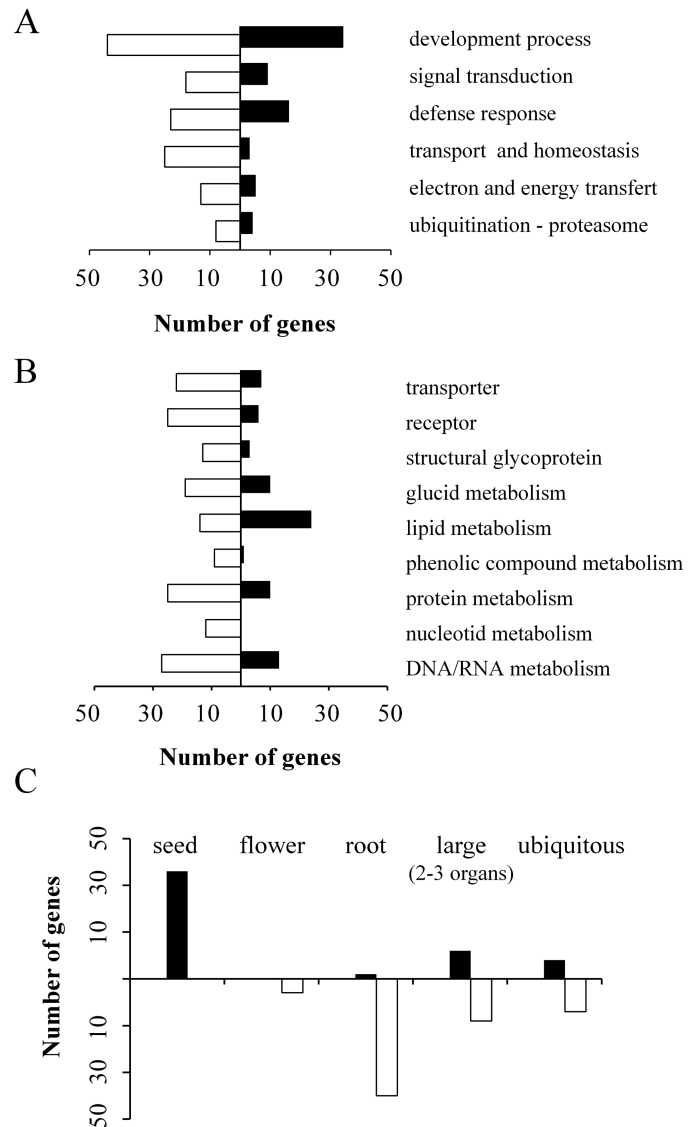 A
development process
signal transduction
defense response
transport and homeostasis
electron and energy transfert
ubiquitination - proteasome
50 30 10 10 30 50
Number of genes
B
transporter
receptor
structural glycoprotein
glucid metabolism
lipid metabolism
phenolic compound metabolism
protein metabolism
nucleotid metabolism
DNA/RNA metabolism
50 30 10 10 30 50
Number of genes
C
seed flower root large ubiquitous
(2-3 organs)
50
30
10
10
30
50
Number of genes